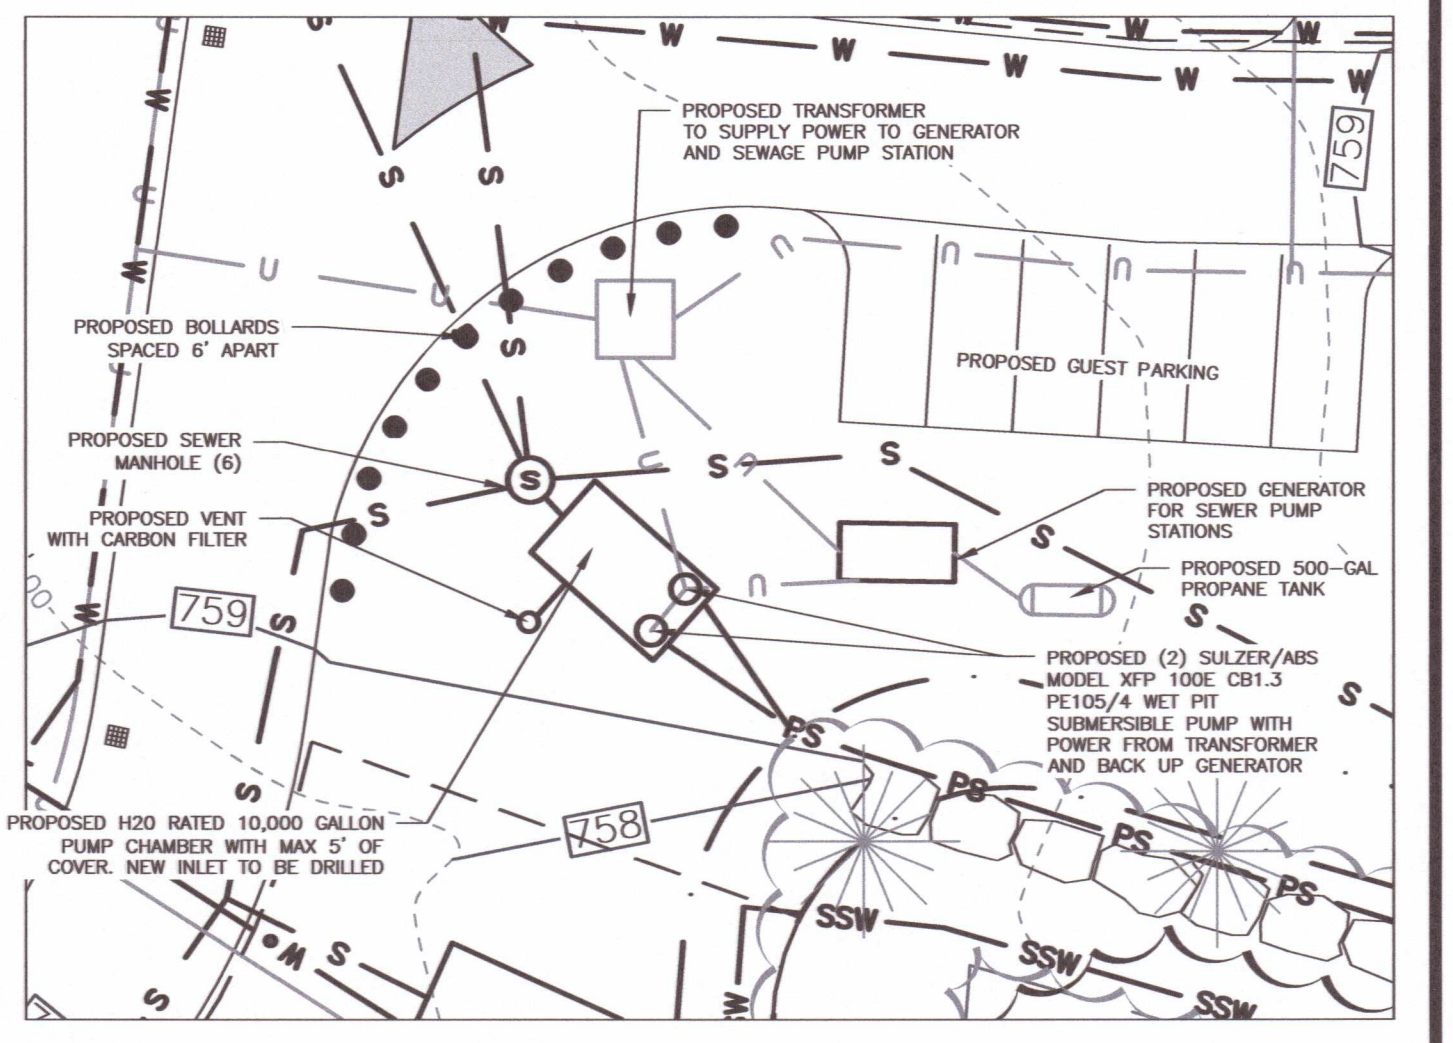 W
W
W
W
W
W
W
W
PROPOSED TRANSFORMER
TO SUPPLY POWER TO GENERATOR
AND SEWAGE PUMP STATION
759
S
S
U
U
U
U
U
U
W
PROPOSED BOLLARDS
SPACED 6' APART
S
PROPOSED GUEST PARKING
PROPOSED SEWER
MANHOLE (6)
S
U
S
U
S
PROPOSED VENT
WITH CARBON FILTER
S
PROPOSED GENERATOR
FOR SEWER PUMP
STATIONS
S
PROPOSED 500-GAL
PROPANE TANK
U
W
759
S
S
PROPOSED (2) SULZER/ABS
MODEL XFP 100E CB1.3
PE105/4 WET PIT
SUBMERSIBLE PUMP WITH
POWER FROM TRANSFORMER
AND BACK UP GENERATOR
S
PS
PS
PS
PS
S
PROPOSED H20 RATED 10,000 GALLON
PUMP CHAMBER WITH MAX 5' OF
COVER. NEW INLET TO BE DRILLED
758
SSW
SSW
SSW
W
S
S